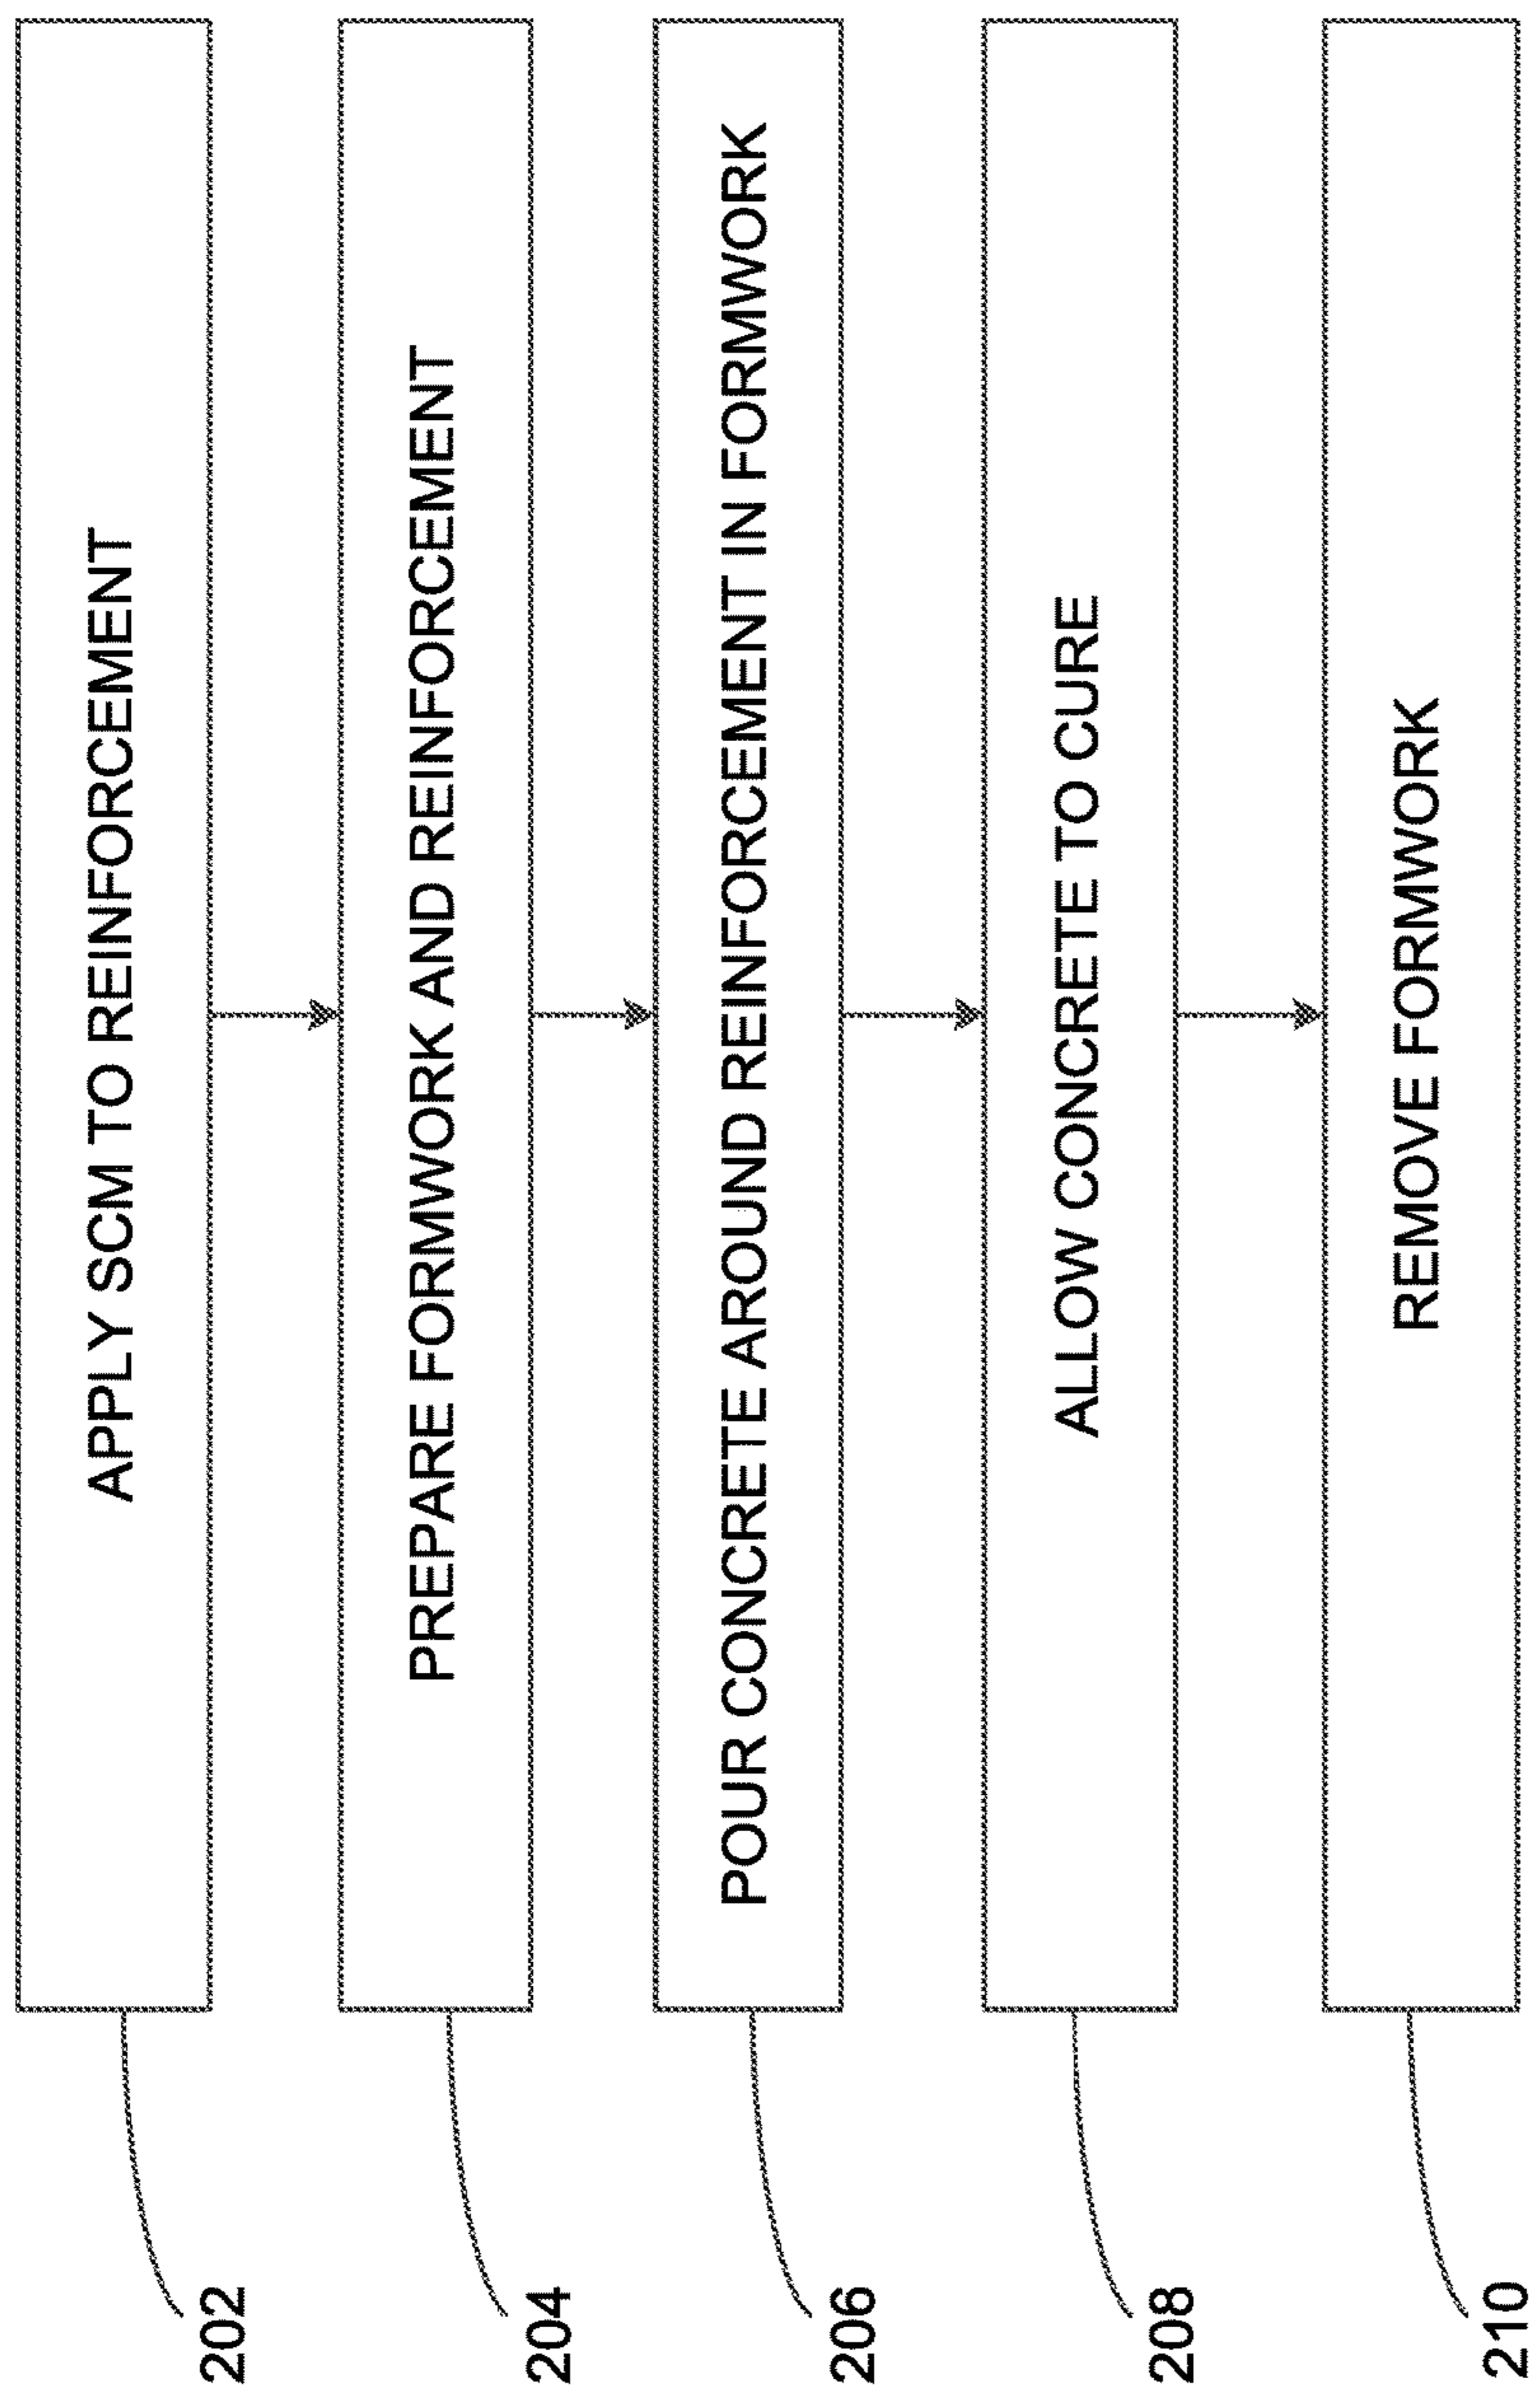 202
APPLY SCM TO REINFORCEMENT
204
PREPARE FORMWORK AND REINFORCEMENT
206
POUR CONCRETE AROUND REINFORCEMENT IN FORMWORK
208
ALLOW CONCRETE TO CURE
210
REMOVE FORMWORK